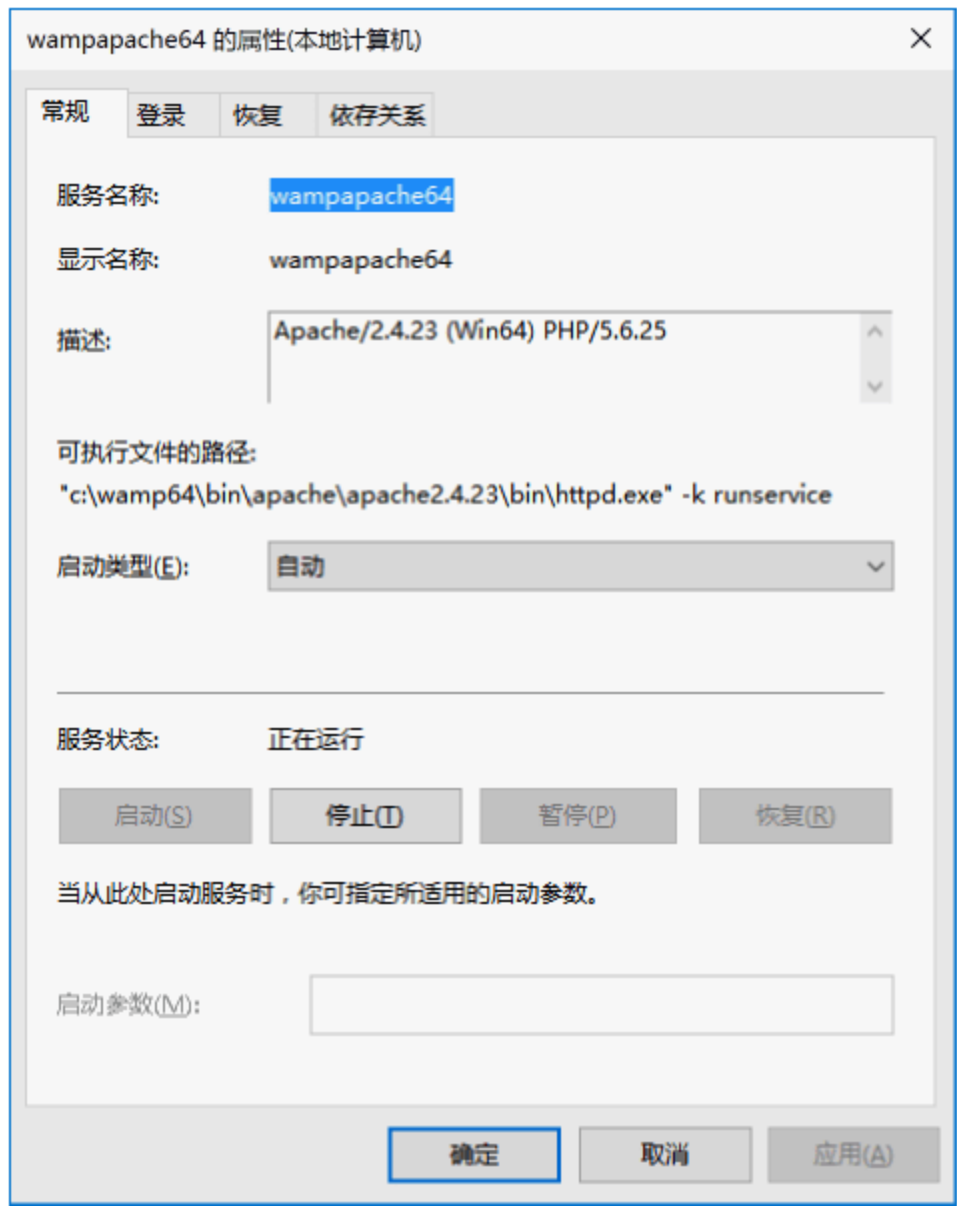 wampapache64 的属性(本地计算机)
常规 登录 恢复 依存关系
服务名称: wampapache64
显示名称: wampapache64
描述: Apache/2.4.23 (Win64) PHP/5.6.25
可执行文件的路径:
"c:\wamp64\bin\apache\apache2.4.23\bin\httpd.exe" -k runservice
启动类型(E): 自动
服务状态: 正在运行
启动(S) 停止(T) 暂停(P) 恢复(R)
当从此处启动服务时，你可指定所适用的启动参数。
启动参数(M):
确定 取消 应用(A)